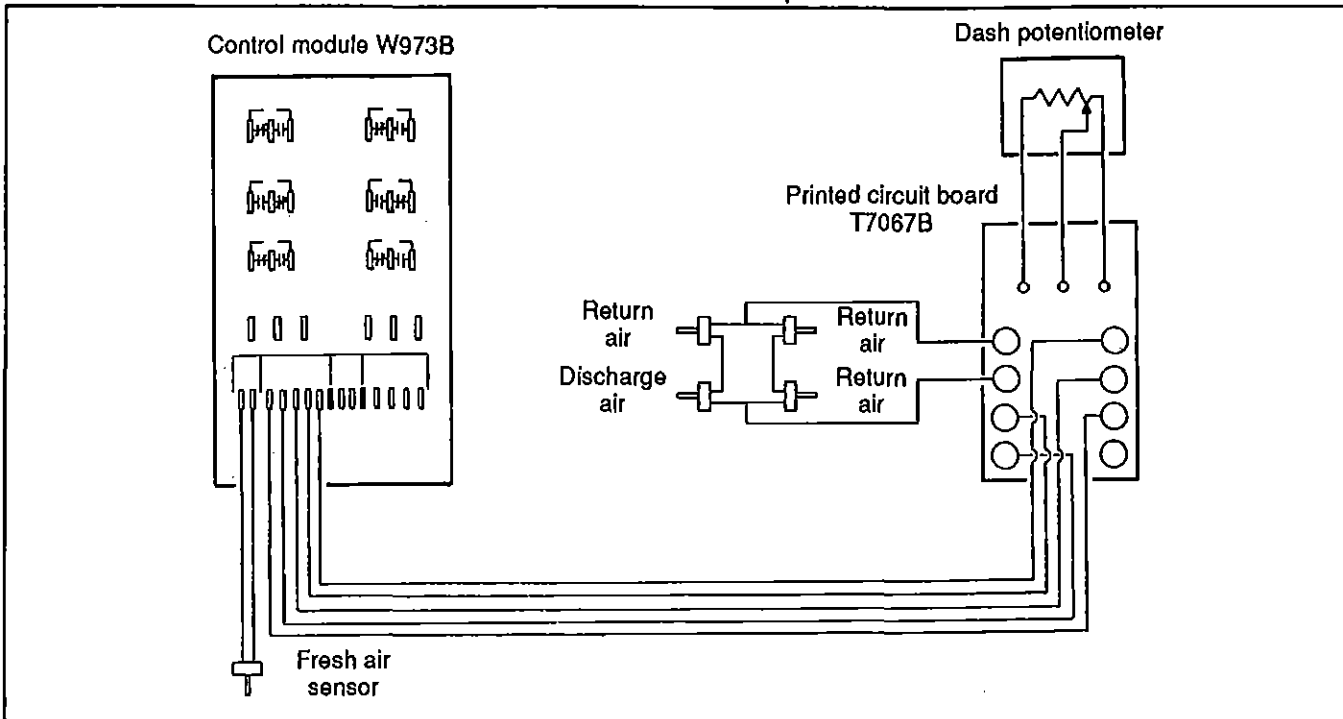 Control module W973B
Dash potentiometer
Printed circuit board
T7067B
Return
air
Return
air
Discharge
air
Return
air
Fresh air
sensor